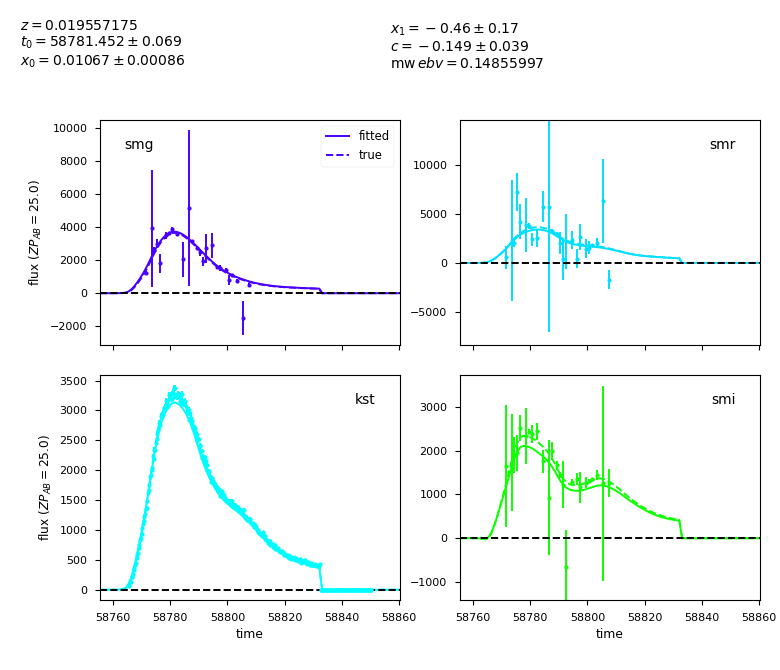 z = 0.019557175
t₀ = 58781.452 ± 0.069
x₀ = 0.01067 ± 0.00086
x₁ = −0.46 ± 0.17
c = −0.149 ± 0.039
mw ebv = 0.14855997
smg
fitted
true
10000
8000
6000
4000
2000
0
−2000
flux (ZP_AB = 25.0)
smr
10000
5000
0
−5000
kst
3500
3000
2500
2000
1500
1000
500
0
flux (ZP_AB = 25.0)
58760 58780 58800 58820 58840 58860
time
smi
3000
2000
1000
0
−1000
58760 58780 58800 58820 58840 58860
time